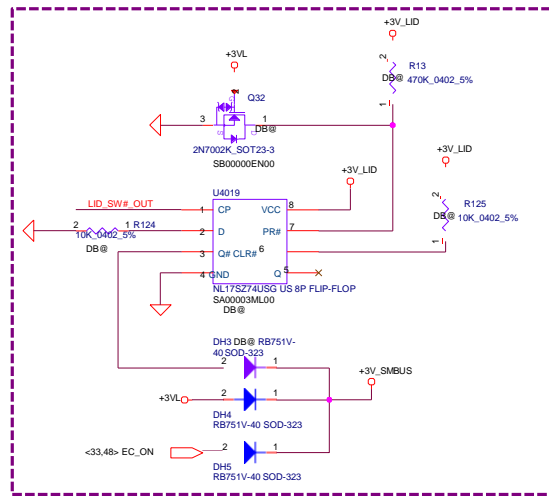 +3V_LID
+3VL
2
R13
DB@
470K_0402_5%
1
Q32
G
3
S
D
1
DB@
2N7002K_SOT23-3
SB00000EN00
+3V_LID
+3V_LID
U4019
2
R125
DB@
10K_0402_5%
1
LID_SW#_OUT
1
CP
VCC
8
2
1
R124
10K_0402_5%
DB@
2
D
PR#
7
3
Q#
CLR#
6
4
GND
Q
5
NL17SZ74USG US 8P FLIP-FLOP
SA00003ML00
DB@
DH3 DB@ RB751V-
40 SOD-323
2
1
+3V_SMBUS
+3VL
2
1
DH4
RB751V-40 SOD-323
<33,48> EC_ON
2
1
DH5
RB751V-40 SOD-323